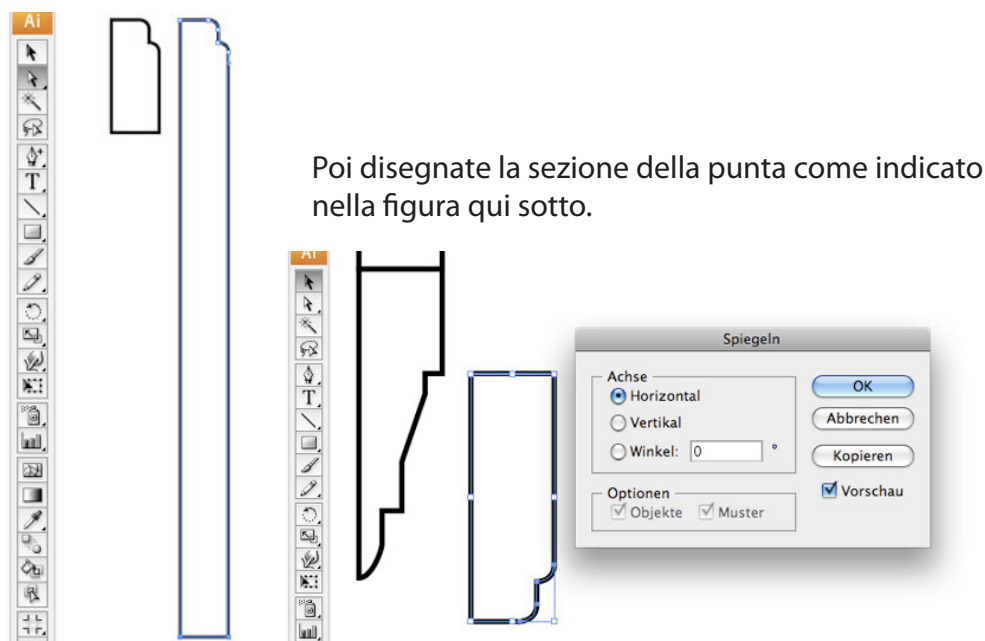 Ai
T
Poi disegnate la sezione della punta come indicato
nella figura qui sotto.
Ai
T
Spiegeln
Achse
Horizontal
Vertikal
Winkel: 0 °
Optionen
Objekte Muster
OK
Abbrechen
Kopieren
Vorschau